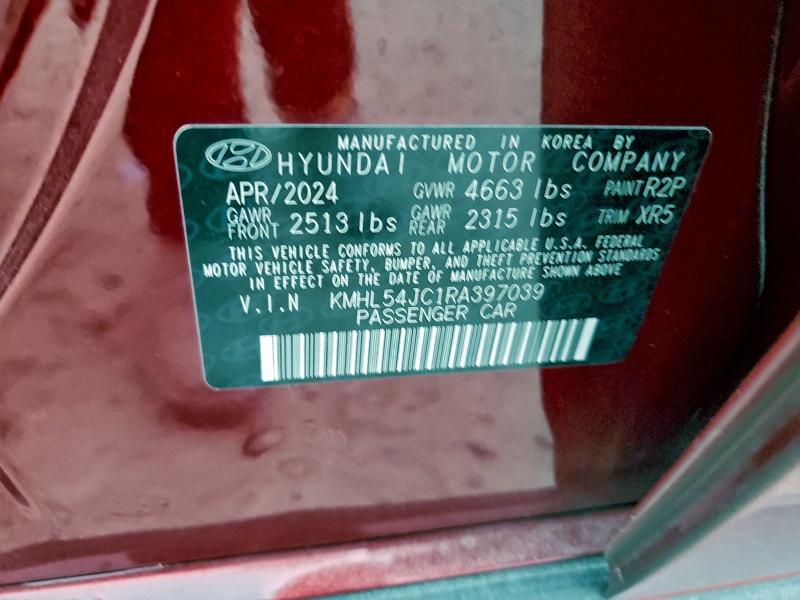 MANUFACTURED IN KOREA BY
HYUNDAI MOTOR COMPANY
APR/2024 GVWR 4663 lbs PAINT R2P
GAWR FRONT 2513 lbs GAWR REAR 2315 lbs TRIM XR5
THIS VEHICLE CONFORMS TO ALL APPLICABLE U.S.A. FEDERAL
MOTOR VEHICLE SAFETY, BUMPER, AND THEFT PREVENTION STANDARDS
IN EFFECT ON THE DATE OF MANUFACTURE SHOWN ABOVE
V.I.N KMHL54JC1RA397039
PASSENGER CAR